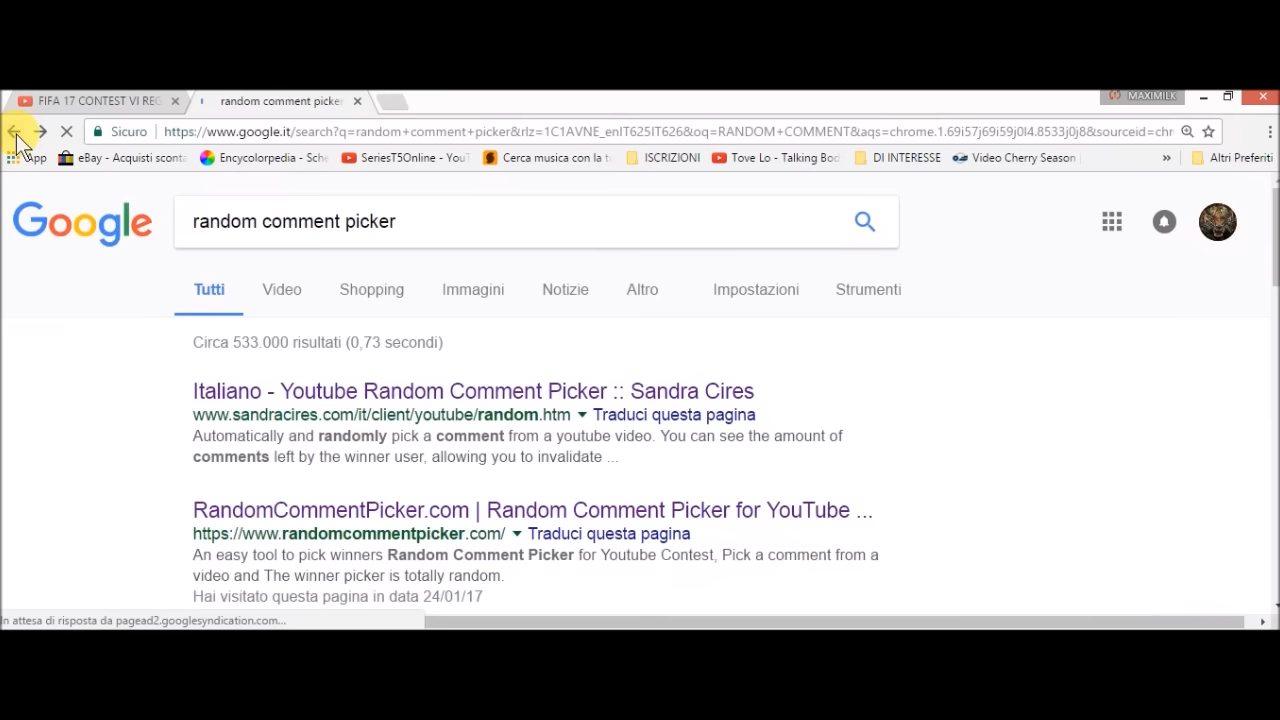 FIFA 17 CONTEST VI REG
random comment picker
MAXIMILK
Sicuro
https://www.google.it/search?q=random+comment+picker&rlz=1C1AVNE_enIT625IT626&oq=RANDOM+COMMENT&aqs=chrome.1.69i57j69i59j0l4.8533j0j8&sourceid=chr
App
eBay - Acquisti sconta
Encycolorpedia - Sche
SeriesT5Online - YouT
Cerca musica con la t
ISCRIZIONI
Tove Lo - Talking Bod
DI INTERESSE
Video Cherry Season
»
Altri Preferiti
Google
random comment picker
Tutti
Video
Shopping
Immagini
Notizie
Altro
Impostazioni
Strumenti
Circa 533.000 risultati (0,73 secondi)
Italiano - Youtube Random Comment Picker :: Sandra Cires
www.sandracires.com/it/client/youtube/random.htm ▾ Traduci questa pagina
Automatically and randomly pick a comment from a youtube video. You can see the amount of
comments left by the winner user, allowing you to invalidate ...
RandomCommentPicker.com | Random Comment Picker for YouTube ...
https://www.randomcommentpicker.com/ ▾ Traduci questa pagina
An easy tool to pick winners Random Comment Picker for Youtube Contest, Pick a comment from a
video and The winner picker is totally random.
Hai visitato questa pagina in data 24/01/17
In attesa di risposta da pagead2.googlesyndication.com...